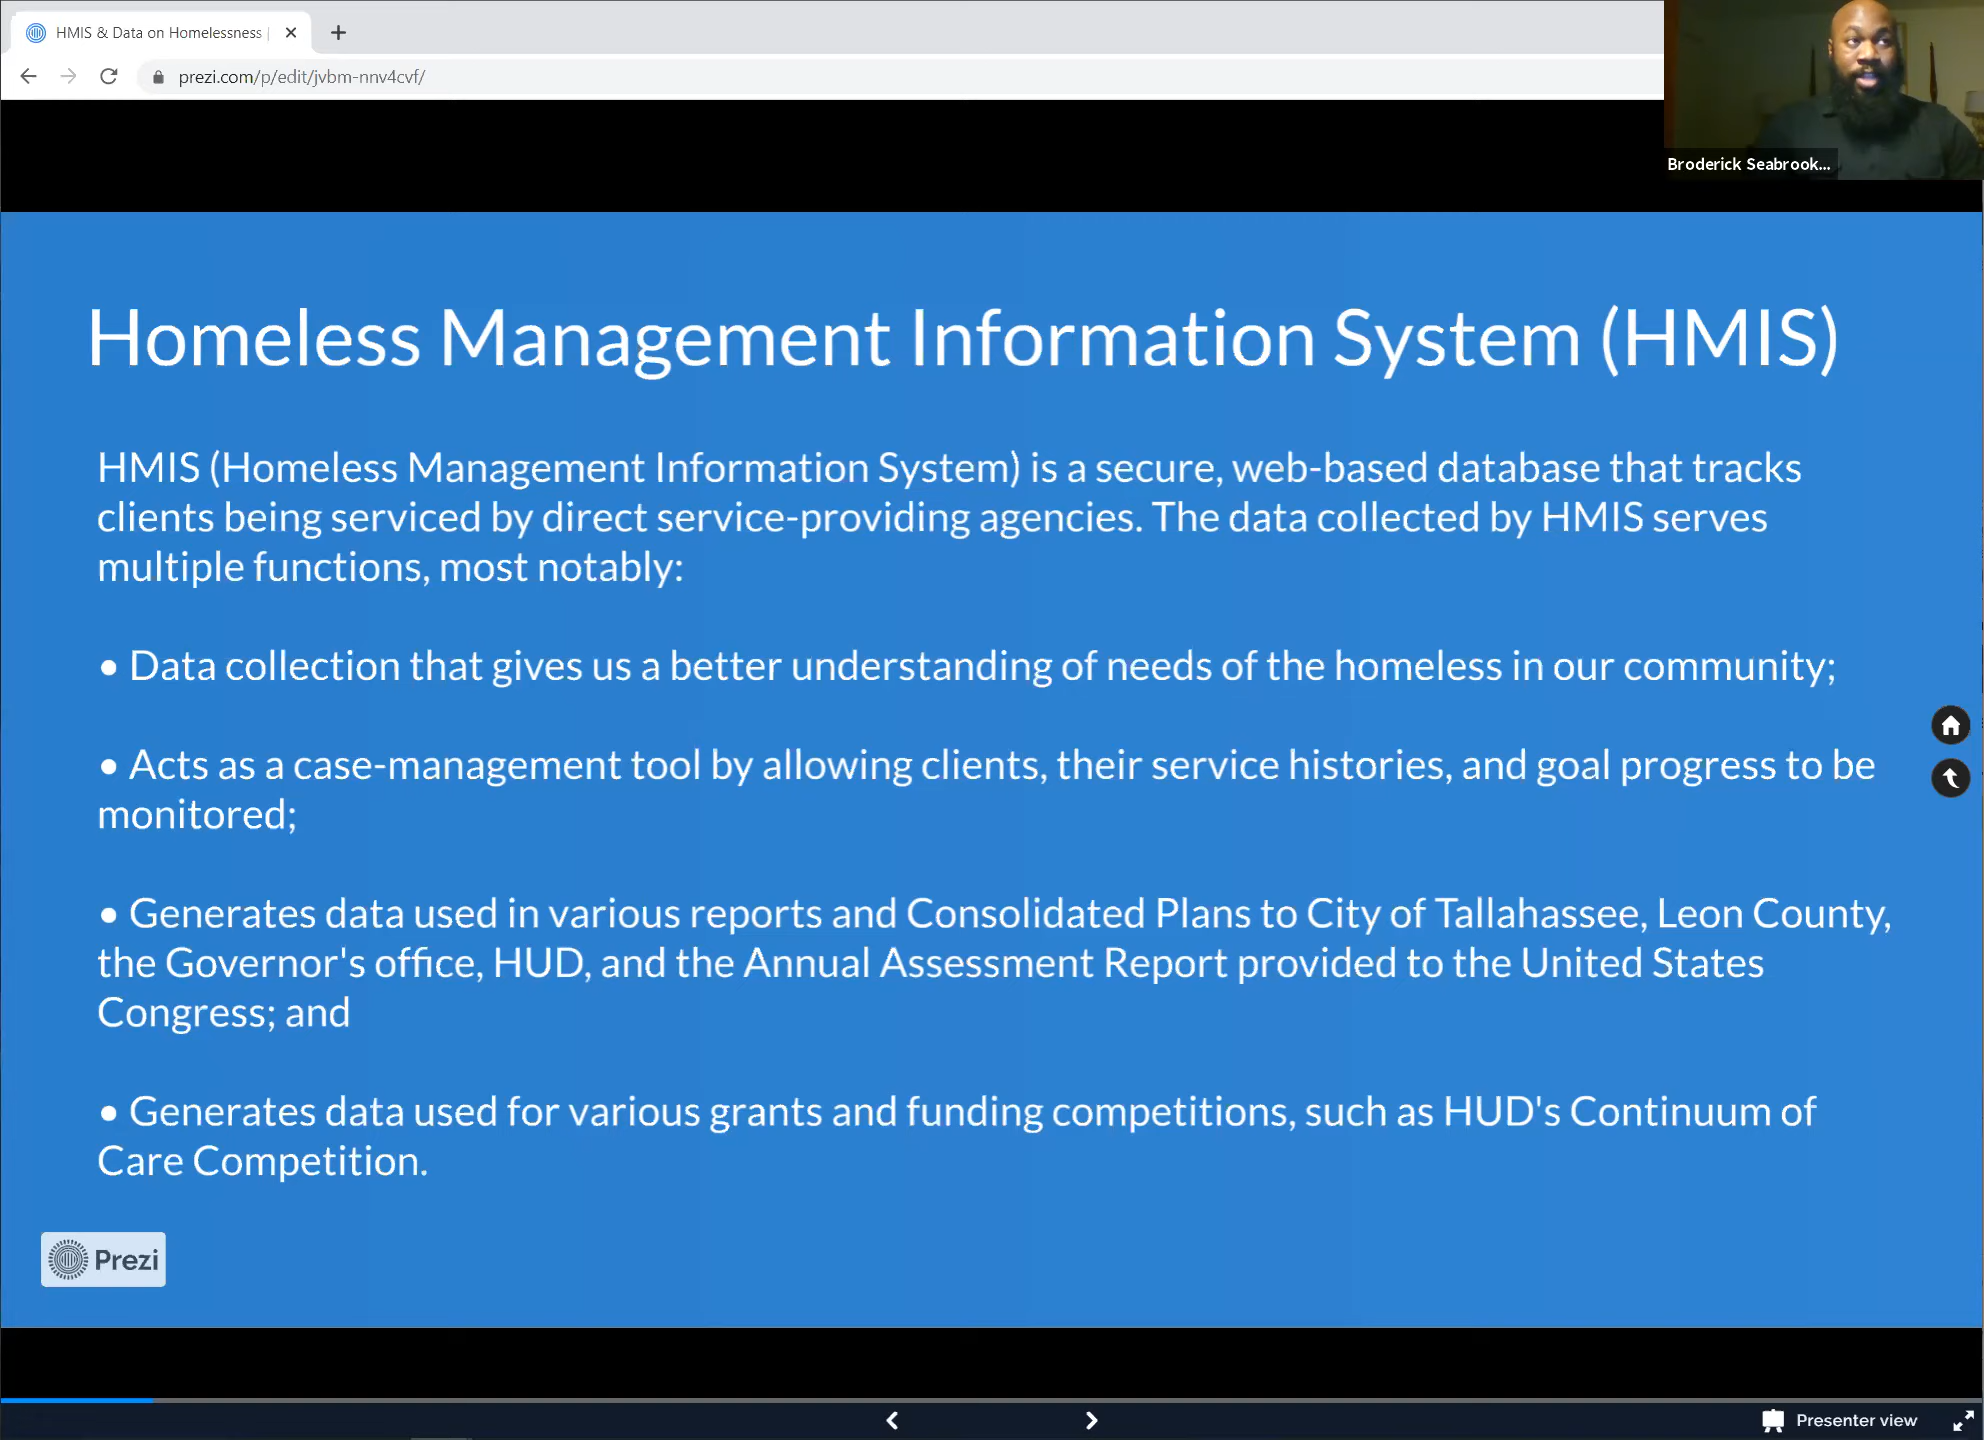 HMIS & Data on Homelessness |
prezi.com/p/edit/jvbm-nnv4cvf/
Broderick Seabrook...
Homeless Management Information System (HMIS)
HMIS (Homeless Management Information System) is a secure, web-based database that tracks
clients being serviced by direct service-providing agencies. The data collected by HMIS serves
multiple functions, most notably:
• Data collection that gives us a better understanding of needs of the homeless in our community;
• Acts as a case-management tool by allowing clients, their service histories, and goal progress to be
monitored;
• Generates data used in various reports and Consolidated Plans to City of Tallahassee, Leon County,
the Governor's office, HUD, and the Annual Assessment Report provided to the United States
Congress; and
• Generates data used for various grants and funding competitions, such as HUD's Continuum of
Care Competition.
Prezi
Presenter view